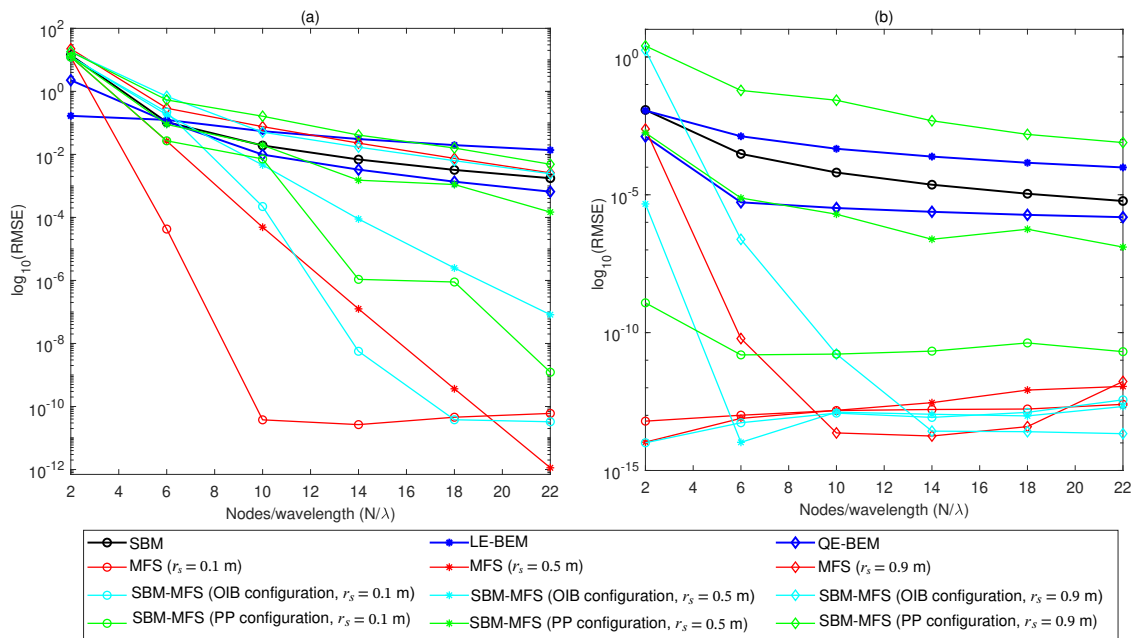 (a)
(b)
10^2
10^0
10^-2
10^-4
10^-6
10^-8
10^-10
10^-12
log_10(RMSE)
2 4 6 8 10 12 14 16 18 20 22
Nodes/wavelength (N/λ)
10^0
10^-5
10^-10
10^-15
log_10(RMSE)
2 4 6 8 10 12 14 16 18 20 22
Nodes/wavelength (N/λ)
SBM LE-BEM QE-BEM
MFS (r_s = 0.1 m) MFS (r_s = 0.5 m) MFS (r_s = 0.9 m)
SBM-MFS (OIB configuration, r_s = 0.1 m) SBM-MFS (OIB configuration, r_s = 0.5 m) SBM-MFS (OIB configuration, r_s = 0.9 m)
SBM-MFS (PP configuration, r_s = 0.1 m) SBM-MFS (PP configuration, r_s = 0.5 m) SBM-MFS (PP configuration, r_s = 0.9 m)